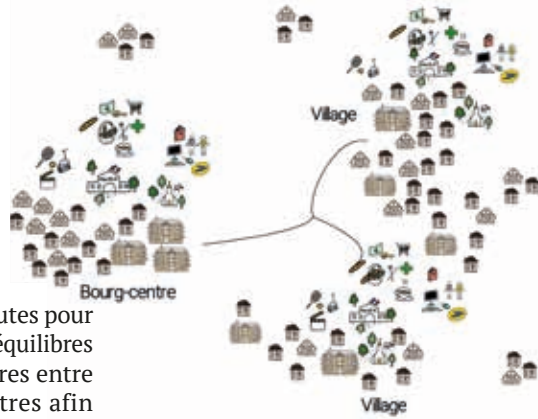 Village
Bourg-centre
utes pour
équilibres
res entre
tres afin
Village